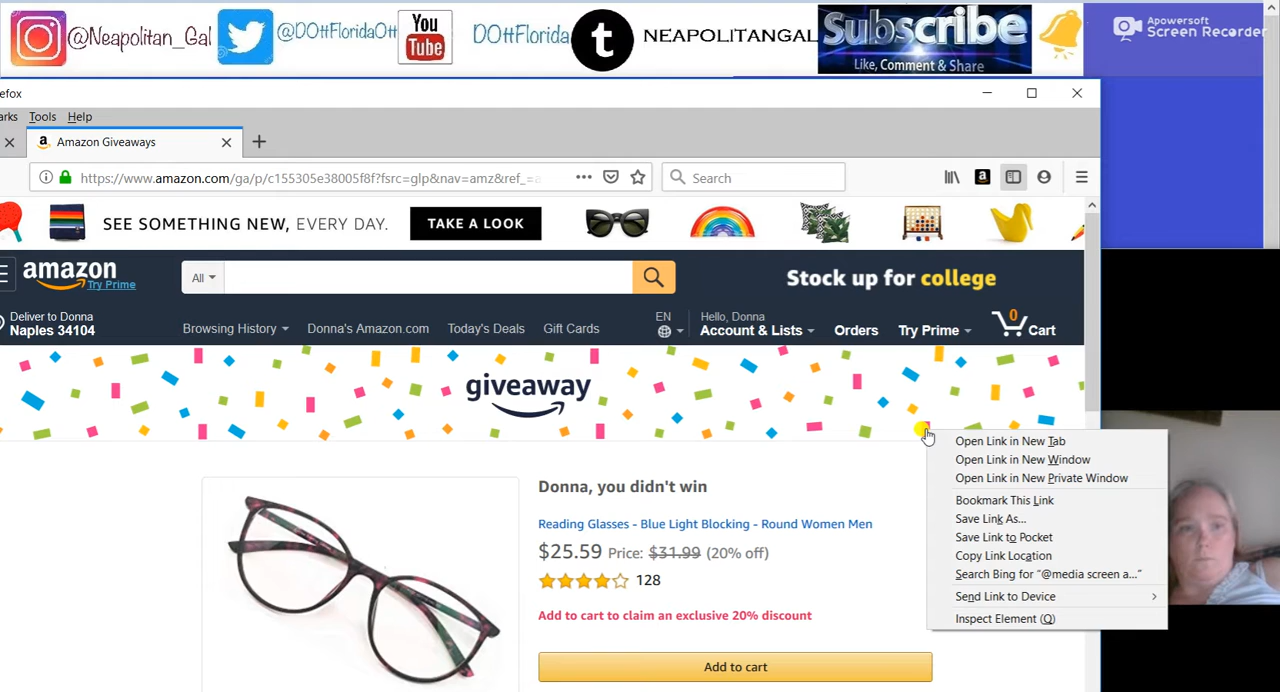 @Neapolitan_Gal
@DOttFloridaOtt
You
Tube
DOttFlorida
t
NEAPOLITANGAL
Subscribe
Like, Comment & Share
Apowersoft
Screen Recorder
efox
arks Tools Help
a Amazon Giveaways
https://www.amazon.com/ga/p/c155305e38005f8f?fsrc=glp&nav=amz&ref_=
Search
a
SEE SOMETHING NEW, EVERY DAY. TAKE A LOOK
amazon
Try Prime
All
Stock up for college
Deliver to Donna
Naples 34104
Browsing History Donna's Amazon.com Today's Deals Gift Cards
EN
Hello, Donna
Account & Lists Orders Try Prime 0 Cart
giveaway
Donna, you didn't win
Reading Glasses - Blue Light Blocking - Round Women Men
$25.59 Price: $31.99 (20% off)
128
Add to cart to claim an exclusive 20% discount
Add to cart
Open Link in New Tab
Open Link in New Window
Open Link in New Private Window
Bookmark This Link
Save Link As...
Save Link to Pocket
Copy Link Location
Search Bing for “@media screen a...”
Send Link to Device
Inspect Element (Q)